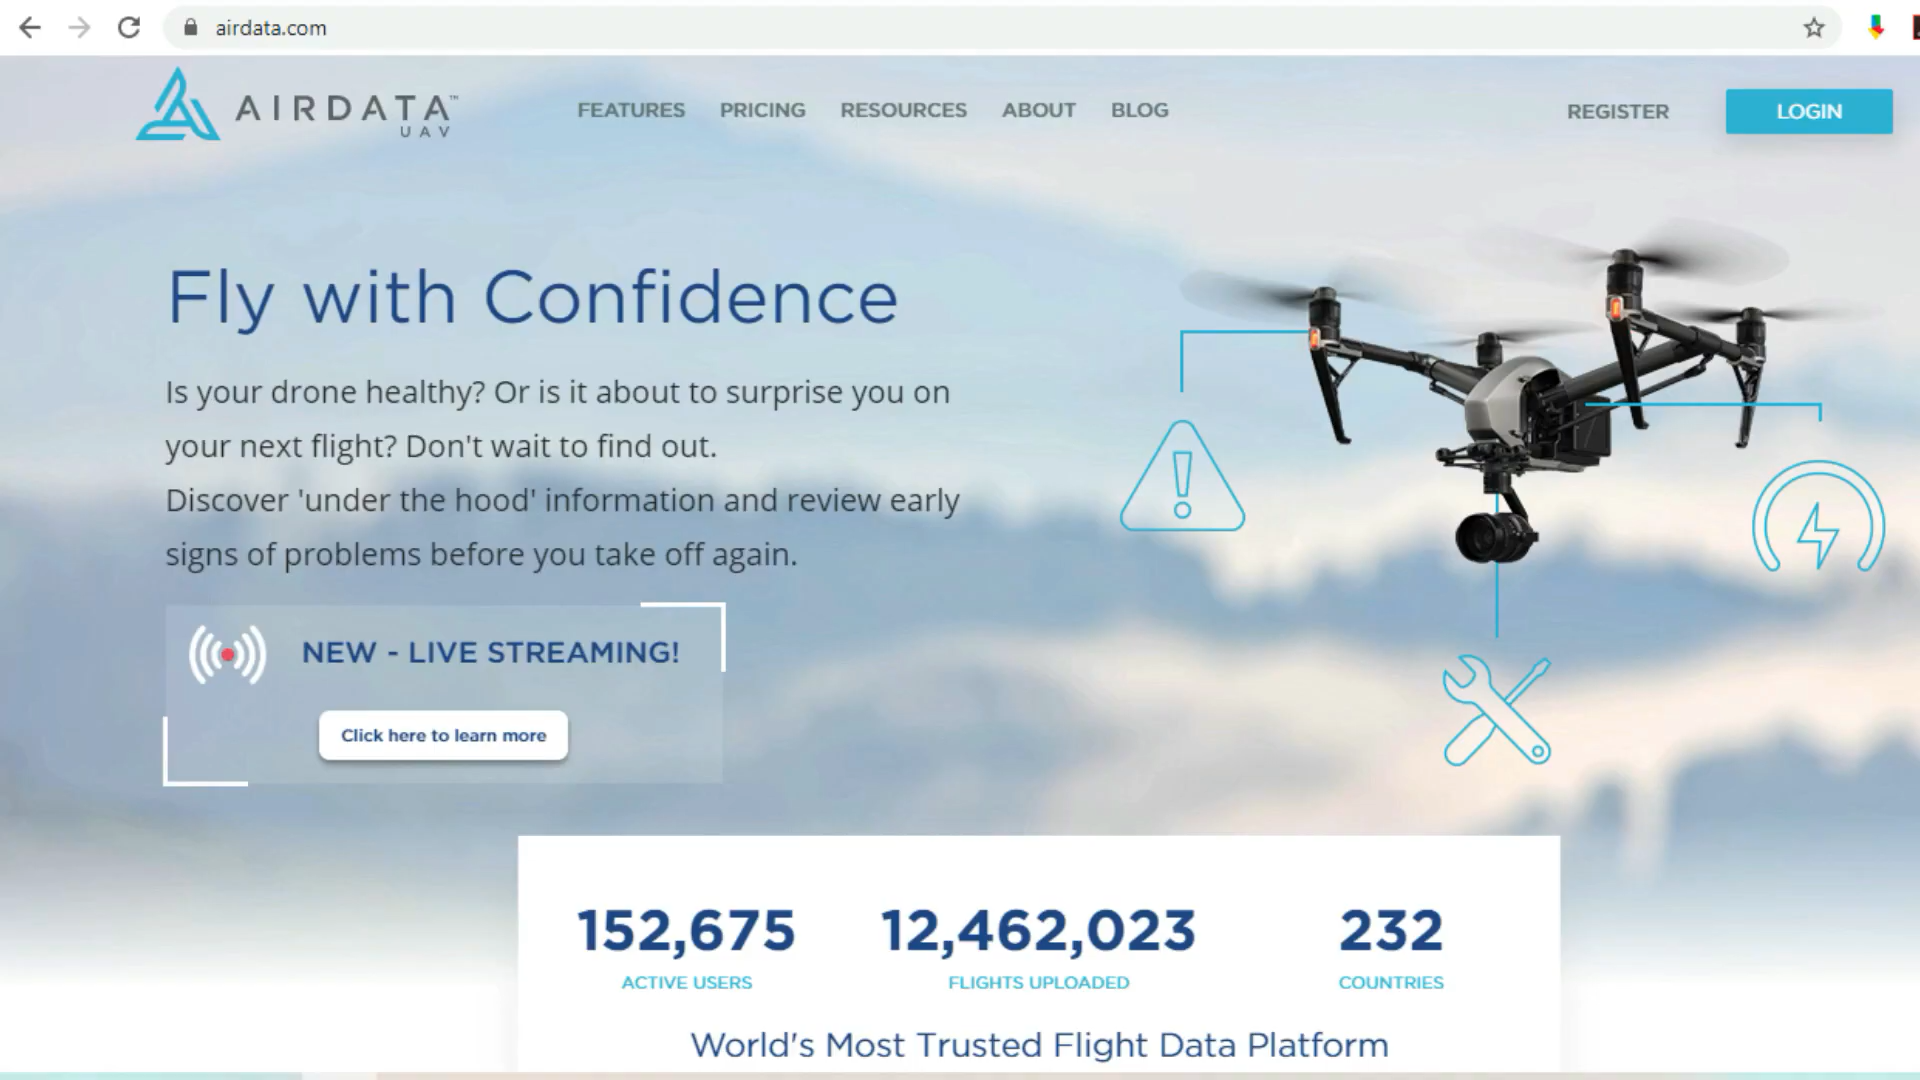 airdata.com
AIRDATA™
UAV
FEATURES PRICING RESOURCES ABOUT BLOG
REGISTER
LOGIN
Fly with Confidence
Is your drone healthy? Or is it about to surprise you on
your next flight? Don't wait to find out.
Discover 'under the hood' information and review early
signs of problems before you take off again.
NEW - LIVE STREAMING!
Click here to learn more
152,675 12,462,023 232
ACTIVE USERS FLIGHTS UPLOADED COUNTRIES
World's Most Trusted Flight Data Platform